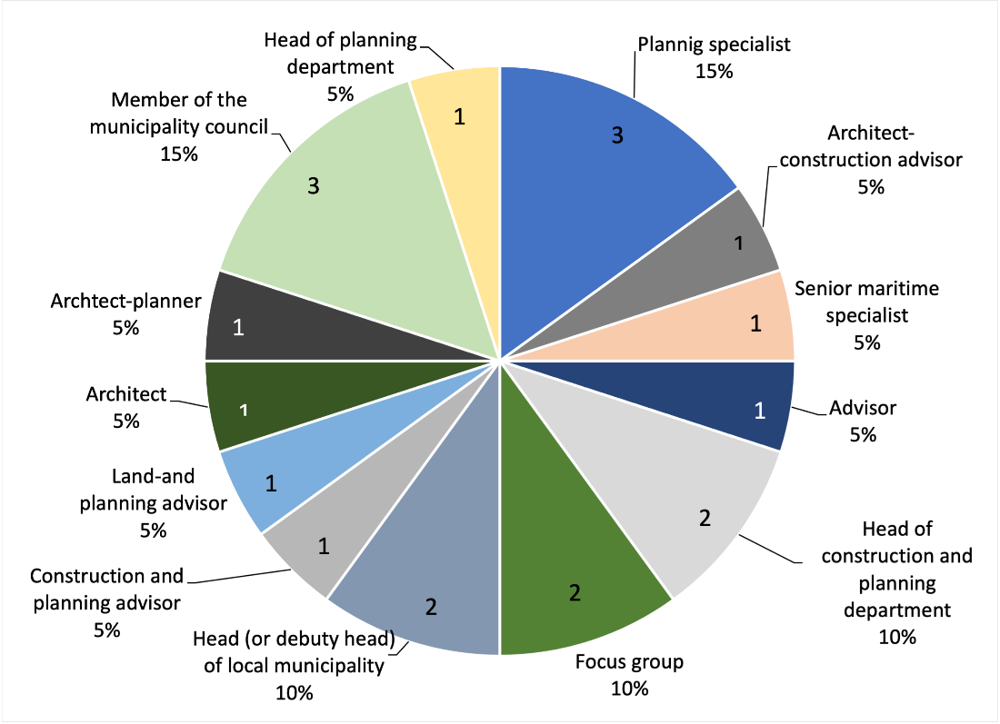 Head of planning
department
5%
1
Plannig specialist
15%
3
Architect-
construction advisor
5%
1
Senior maritime
specialist
5%
1
Advisor
5%
1
Head of
construction and
planning
department
10%
2
Focus group
10%
2
Head (or debuty head)
of local municipality
10%
2
Construction and
planning advisor
5%
1
Land-and
planning advisor
5%
1
Architect
5%
1
Archtect-planner
5%
1
Member of the
municipality council
15%
3